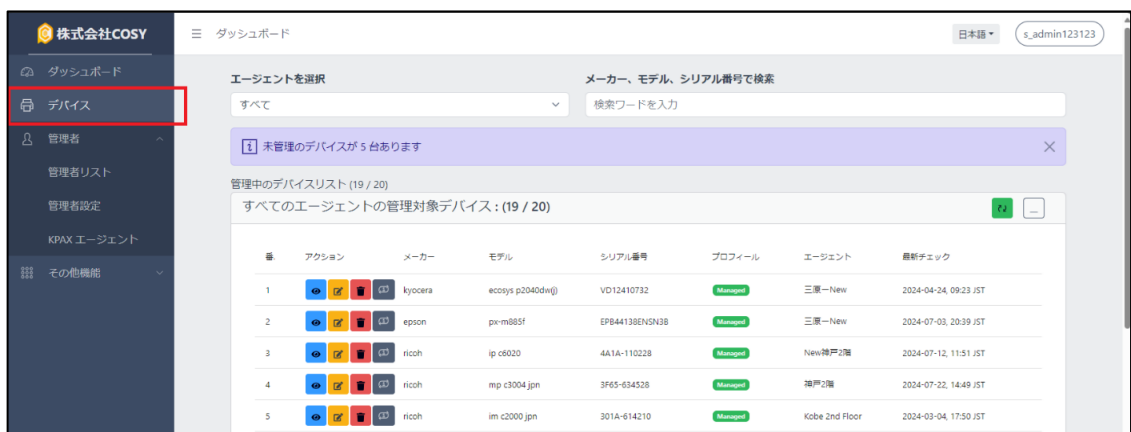 株式会社COSY
ダッシュボード
日本語
s_admin123123
ダッシュボード
デバイス
管理者
管理者リスト
管理者設定
KPAX エージェント
その他機能
エージェントを選択
メーカー、モデル、シリアル番号で検索
すべて
検索ワードを入力
未管理のデバイスが 5 台あります
管理中のデバイスリスト (19 / 20)
すべてのエージェントの管理対象デバイス : (19 / 20)
番. アクション メーカー モデル シリアル番号 プロフィール エージェント 最新チェック
1 kyocera ecosys p2040dw(j) VD12410732 Managed 三原一New 2024-04-24, 09:23 JST
2 epson px-m885f EPB44138ENSN3B Managed 三原一New 2024-07-03, 20:39 JST
3 ricoh ip c6020 4A1A-110228 Managed New神戸2階 2024-07-12, 11:51 JST
4 ricoh mp c3004 jpn 3F65-634528 Managed 神戸2階 2024-07-22, 14:49 JST
5 ricoh im c2000 jpn 301A-614210 Managed Kobe 2nd Floor 2024-03-04, 17:50 JST